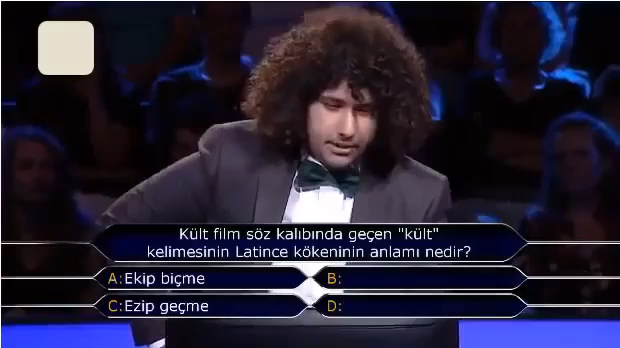 Kült film söz kalıbında geçen "kült"
kelimesinin Latince kökeninin anlamı nedir?
A:Ekip biçme
B:
C:Ezip geçme
D: